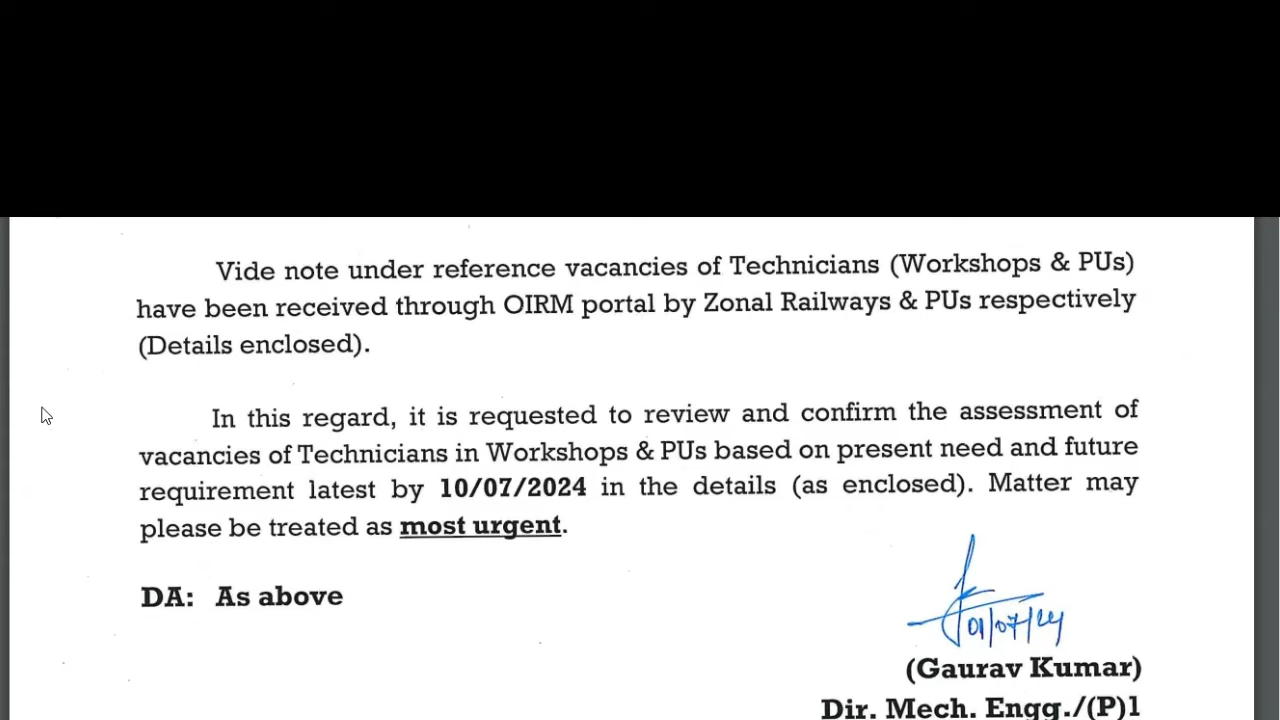 Vide note under reference vacancies of Technicians (Workshops & PUs)
have been received through OIRM portal by Zonal Railways & PUs respectively
(Details enclosed).
In this regard, it is requested to review and confirm the assessment of
vacancies of Technicians in Workshops & PUs based on present need and future
requirement latest by 10/07/2024 in the details (as enclosed). Matter may
please be treated as most urgent.
DA: As above
01/07/24
(Gaurav Kumar)
Dir. Mech. Engg./(P)1